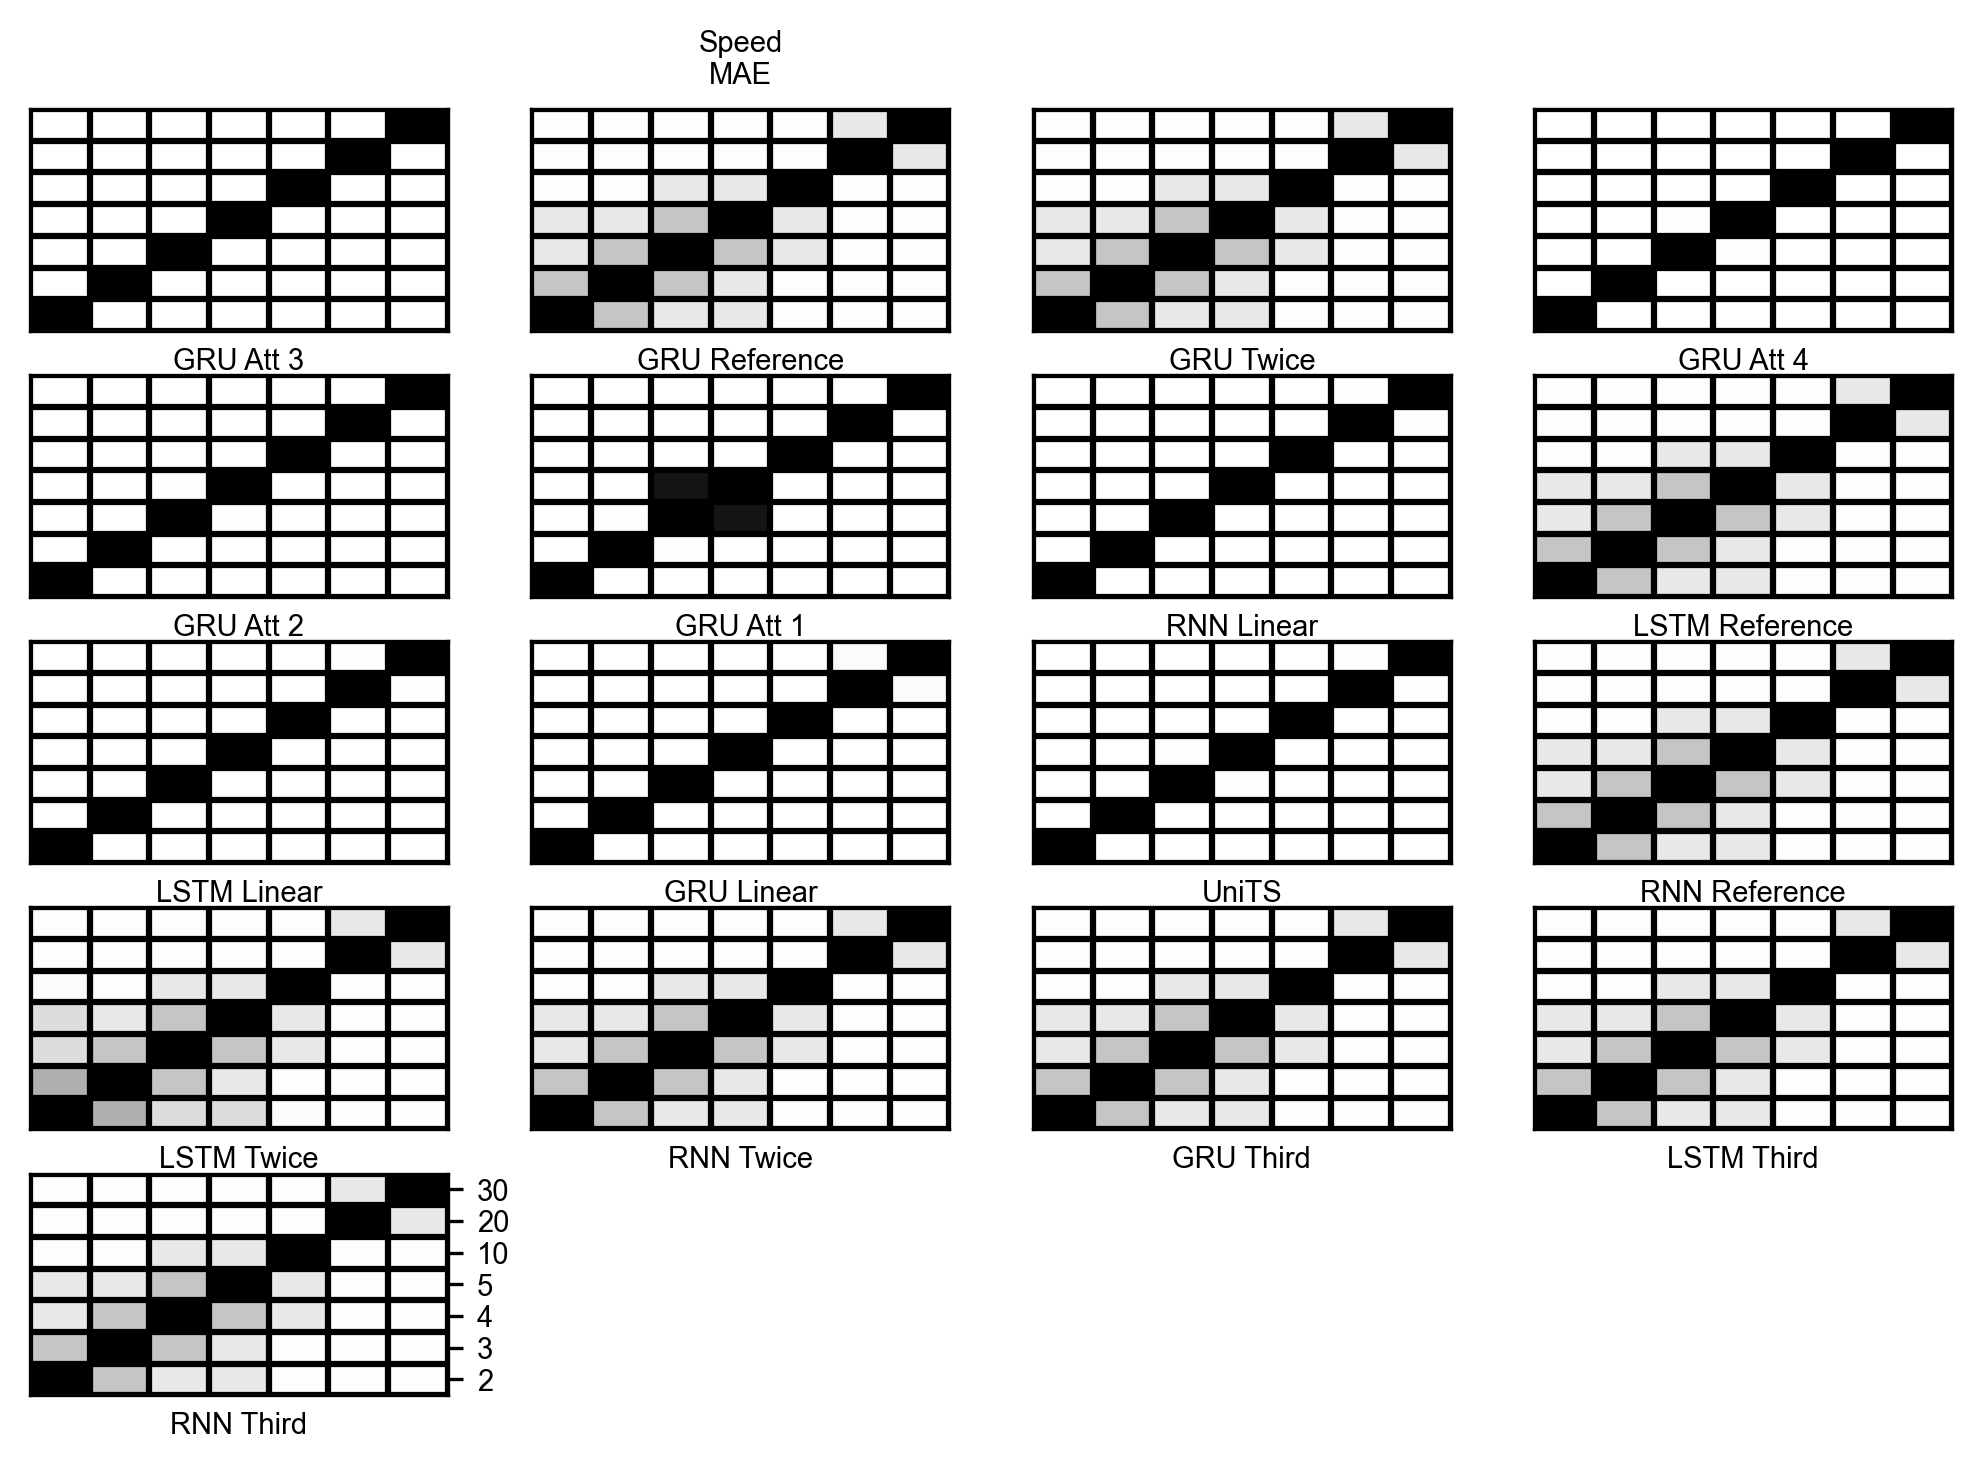 Speed
MAE
GRU Att 3
GRU Reference
GRU Twice
GRU Att 4
GRU Att 2
GRU Att 1
RNN Linear
LSTM Reference
LSTM Linear
GRU Linear
UniTS
RNN Reference
LSTM Twice
RNN Twice
GRU Third
LSTM Third
30
20
10
5
4
3
2
RNN Third